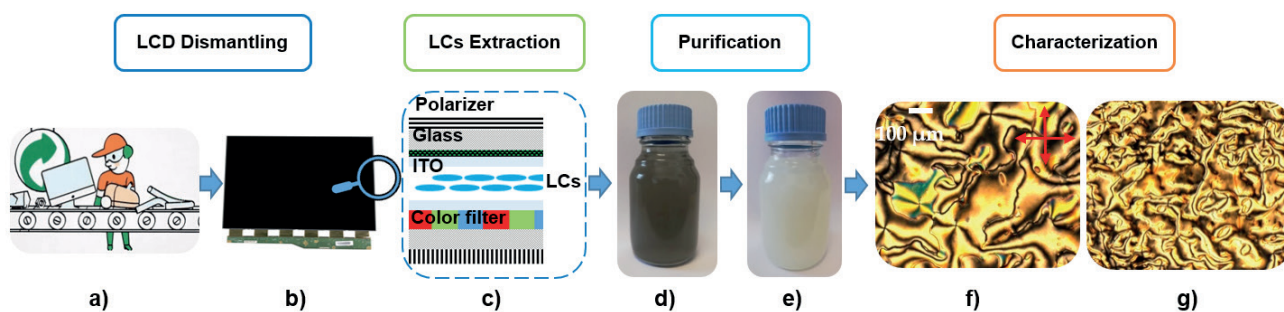 LCD Dismantling
LCs Extraction
Purification
Characterization
Polarizer
Glass
ITO
LCs
Color filter
100 μm
a)
b)
c)
d)
e)
f)
g)